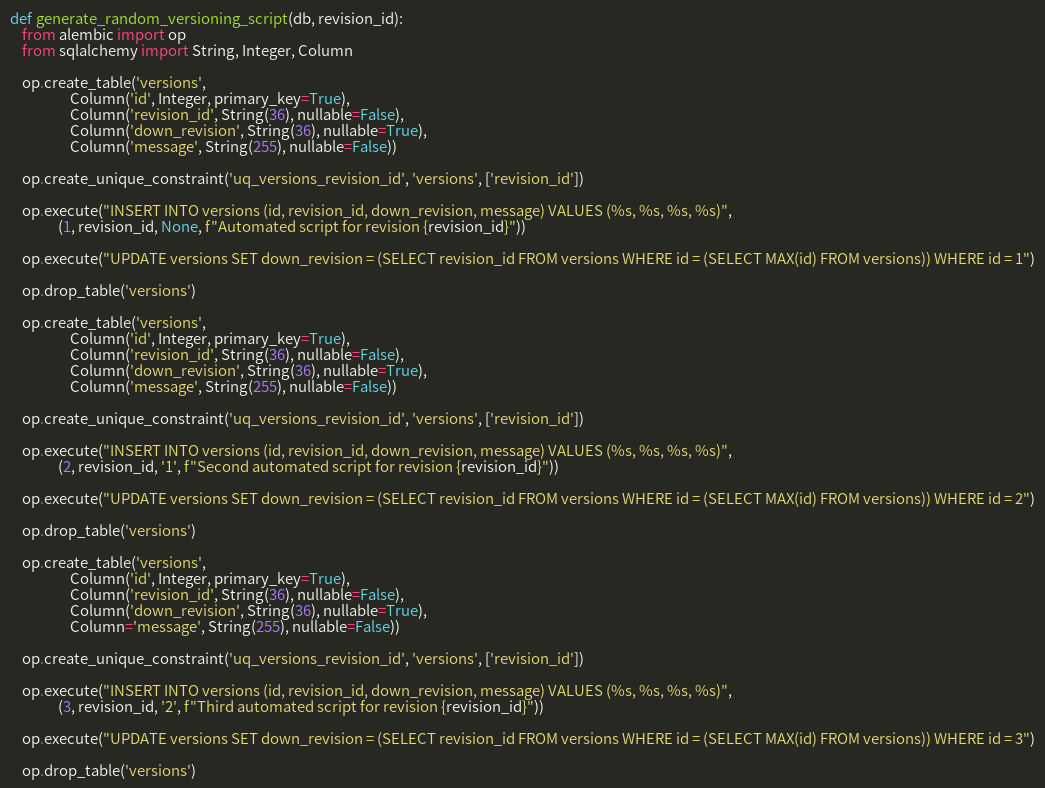 def generate_random_versioning_script(db, revision_id):
from alembic import op
from sqlalchemy import String, Integer, Column
op.create_table('versions',
Column('id', Integer, primary_key=True),
Column('revision_id', String(36), nullable=False),
Column('down_revision', String(36), nullable=True),
Column('message', String(255), nullable=False))
op.create_unique_constraint('uq_versions_revision_id', 'versions', ['revision_id'])
op.execute("INSERT INTO versions (id, revision_id, down_revision, message) VALUES (%s, %s, %s, %s)",
(1, revision_id, None, f"Automated script for revision {revision_id}"))
op.execute("UPDATE versions SET down_revision = (SELECT revision_id FROM versions WHERE id = (SELECT MAX(id) FROM versions)) WHERE id = 1")
op.drop_table('versions')
op.create_table('versions',
Column('id', Integer, primary_key=True),
Column('revision_id', String(36), nullable=False),
Column('down_revision', String(36), nullable=True),
Column('message', String(255), nullable=False))
op.create_unique_constraint('uq_versions_revision_id', 'versions', ['revision_id'])
op.execute("INSERT INTO versions (id, revision_id, down_revision, message) VALUES (%s, %s, %s, %s)",
(2, revision_id, '1', f"Second automated script for revision {revision_id}"))
op.execute("UPDATE versions SET down_revision = (SELECT revision_id FROM versions WHERE id = (SELECT MAX(id) FROM versions)) WHERE id = 2")
op.drop_table('versions')
op.create_table('versions',
Column('id', Integer, primary_key=True),
Column('revision_id', String(36), nullable=False),
Column('down_revision', String(36), nullable=True),
Column='message', String(255), nullable=False))
op.create_unique_constraint('uq_versions_revision_id', 'versions', ['revision_id'])
op.execute("INSERT INTO versions (id, revision_id, down_revision, message) VALUES (%s, %s, %s, %s)",
(3, revision_id, '2', f"Third automated script for revision {revision_id}"))
op.execute("UPDATE versions SET down_revision = (SELECT revision_id FROM versions WHERE id = (SELECT MAX(id) FROM versions)) WHERE id = 3")
op.drop_table('versions')